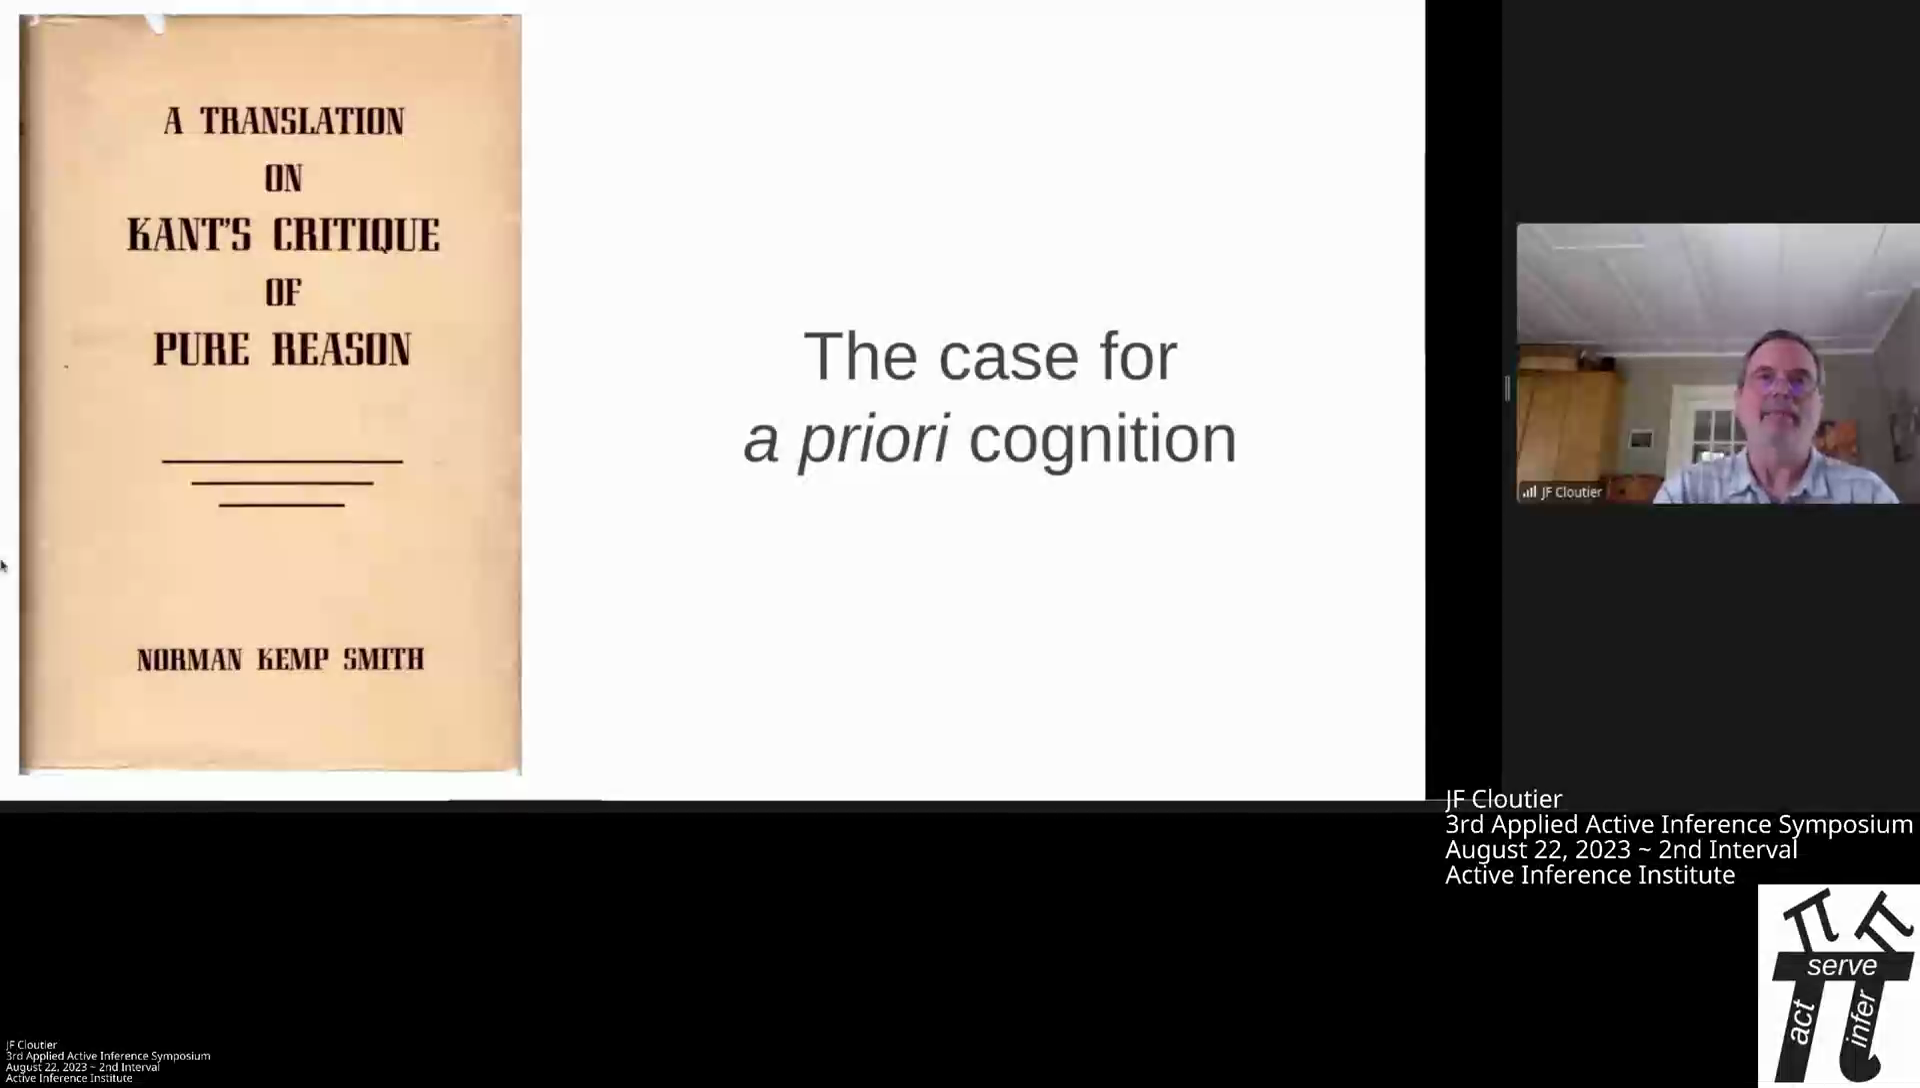 A TRANSLATION
ON
KANT'S CRITIQUE
OF
PURE REASON
NORMAN KEMP SMITH
The case for
a priori cognition
JF Cloutier
JF Cloutier
3rd Applied Active Inference Symposium
August 22, 2023 ~ 2nd Interval
Active Inference Institute
serve
act
infer
JF Cloutier
3rd Applied Active Inference Symposium
August 22, 2023 ~ 2nd Interval
Active Inference Institute